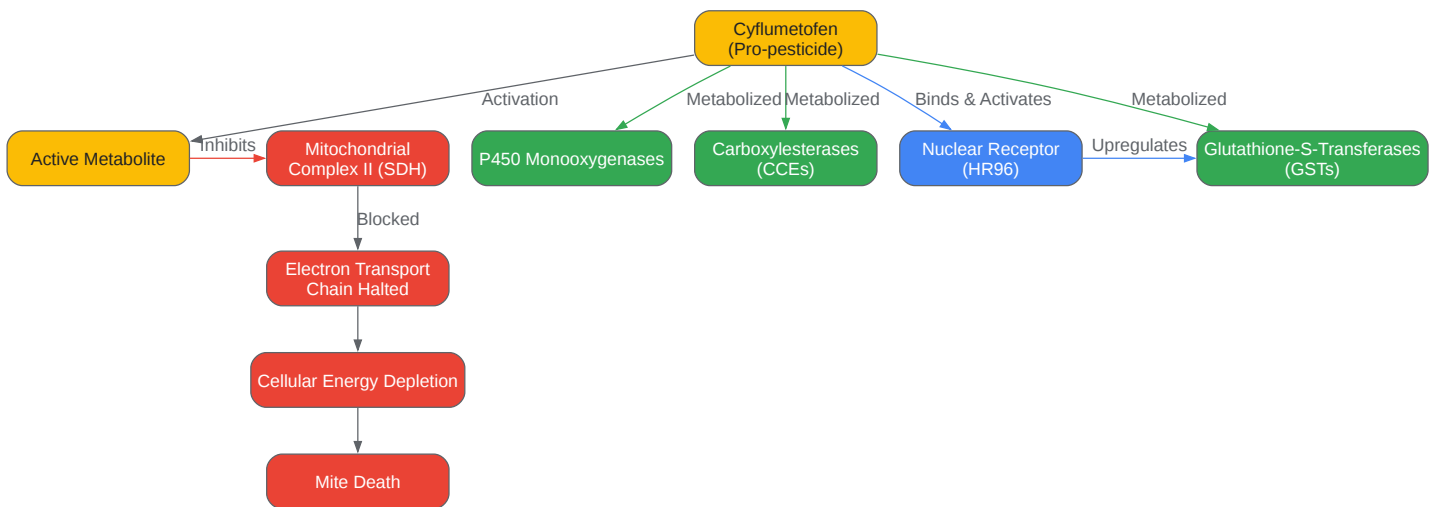 Cyflumetofen
(Pro-pesticide)
Activation
Metabolized
Metabolized
Binds & Activates
Metabolized
Active Metabolite
Inhibits
Mitochondrial
Complex II (SDH)
P450 Monooxygenases
Carboxylesterases
(CCEs)
Nuclear Receptor
(HR96)
Upregulates
Glutathione-S-Transferases
(GSTs)
Blocked
Electron Transport
Chain Halted
Cellular Energy Depletion
Mite Death